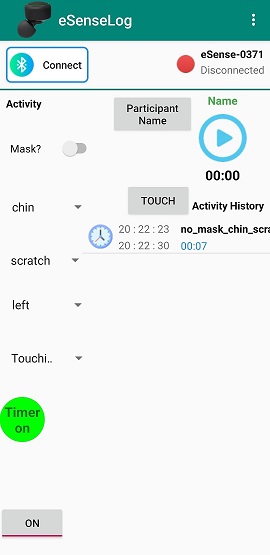 eSenseLog
Connect
eSense-0371
Disconnected
Activity
Participant
Name
Name
Mask?
00:00
chin
TOUCH
Activity History
20 : 22 : 23
no_mask_chin_scra
20 : 22 : 30
00:07
scratch
left
Touchi..
Timer
on
ON